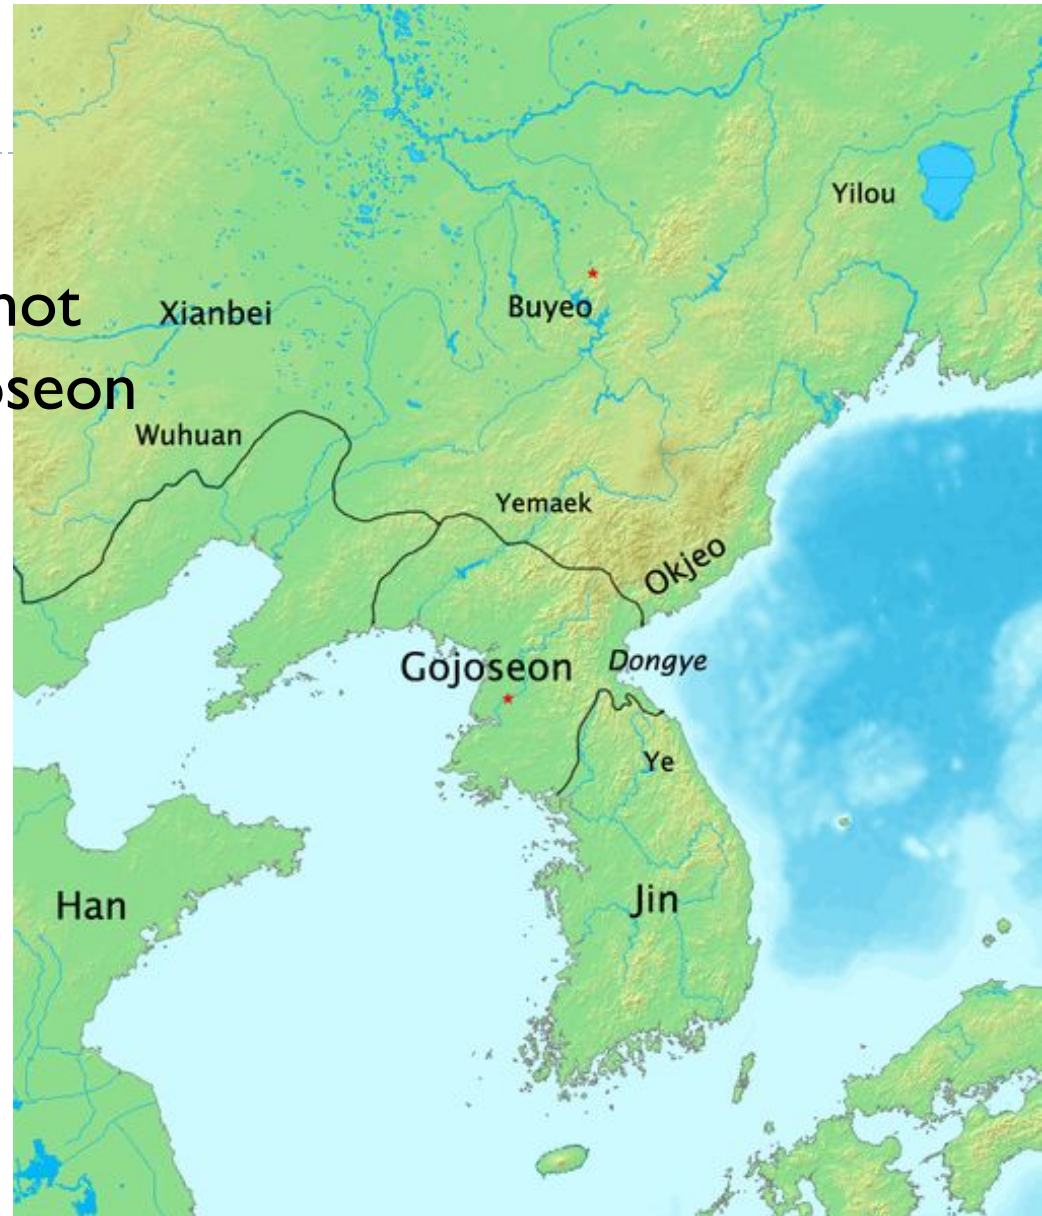 Yilou
not
Xianbei
Buyeo
oseon
Wuhuan
Yemaek
Okjeo
Gojoseon
Dongye
Ye
Han
Jin